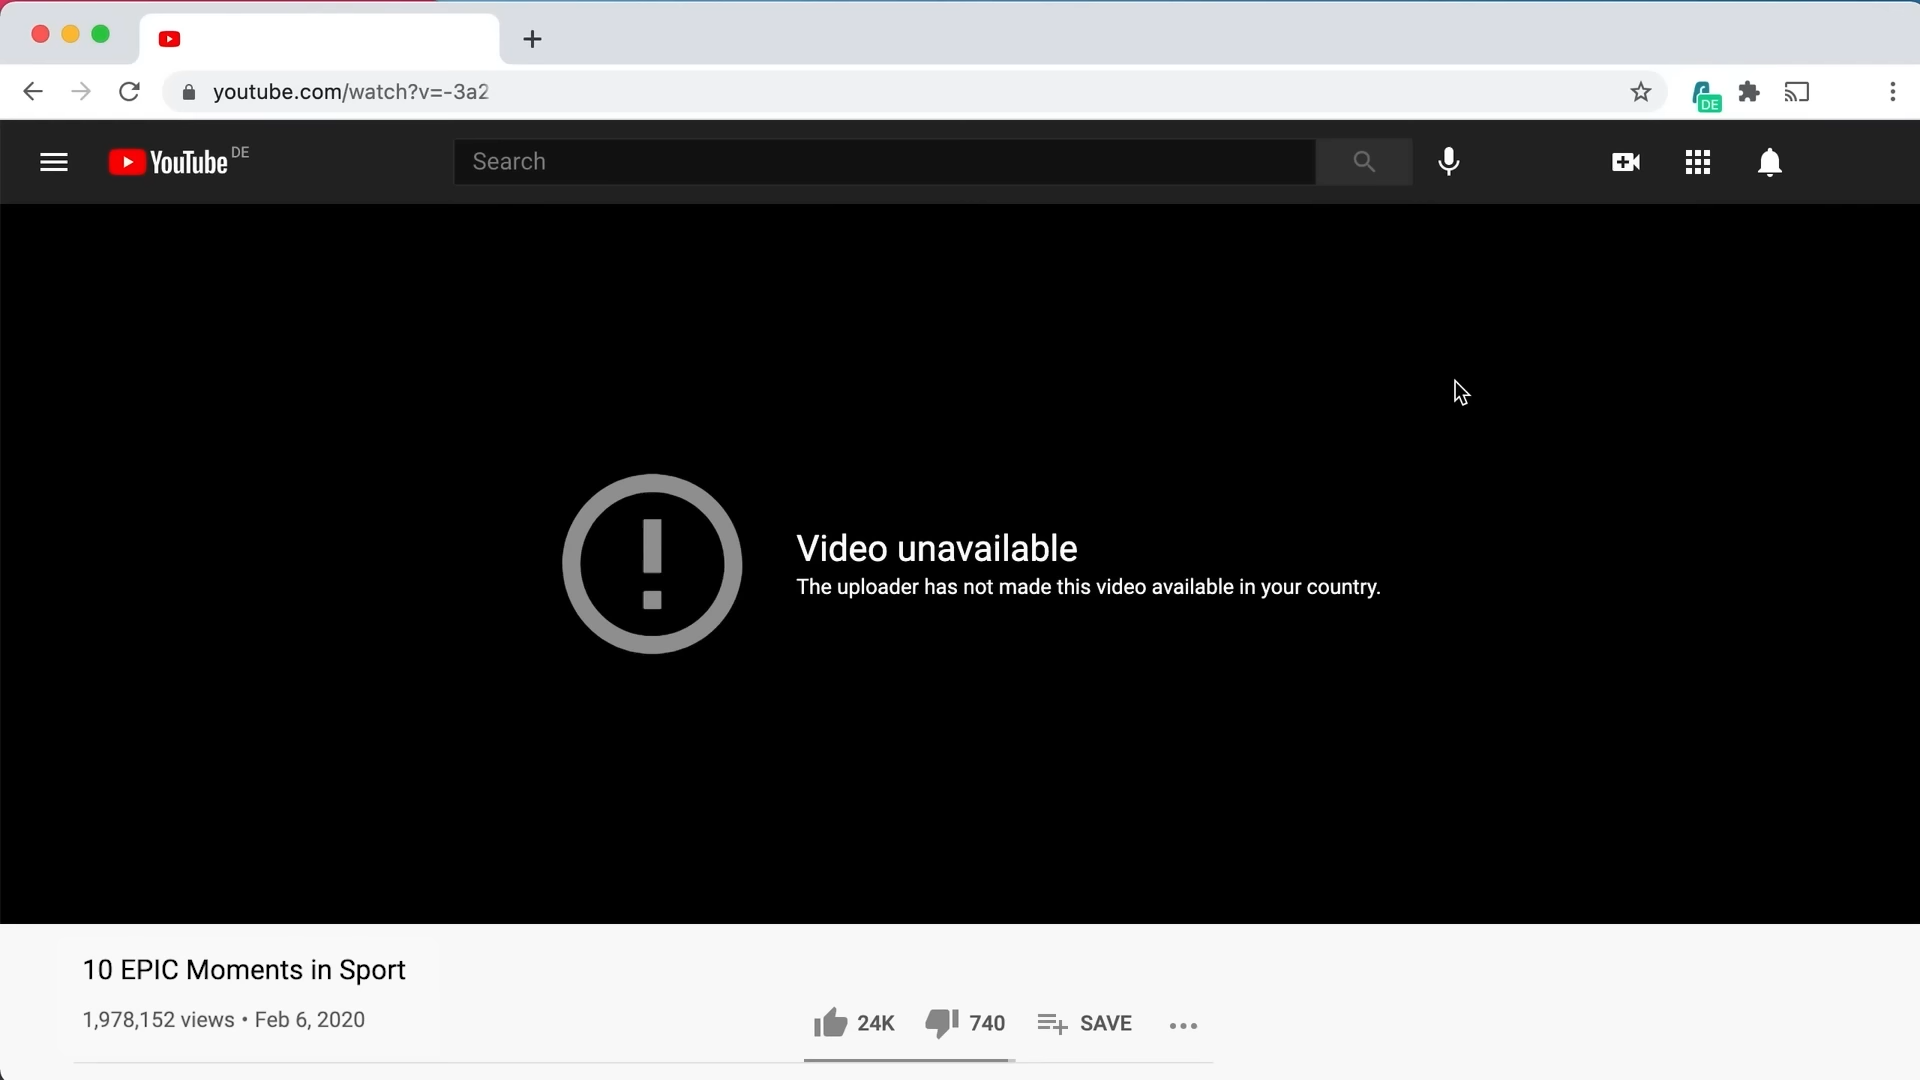 youtube.com/watch?v=-3a2
DE
YouTube DE
Search
Video unavailable
The uploader has not made this video available in your country.
10 EPIC Moments in Sport
1,978,152 views • Feb 6, 2020
24K 740 SAVE